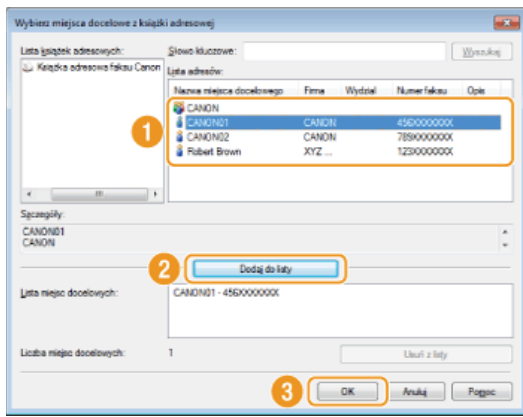 Wybierz miejsca docelowe z książki adresowej
Lista książek adresowych:
Słowo kluczowe:
Wyszukaj
Książka adresowa faksu Canon
Lista adresów:
Nazwa miejsca docelowego Firma Wydział Numer faksu Opis
CANON
CANON01 CANON 456XXXXXXX
CANON02 CANON 789XXXXXXX
Robert Brown XYZ ... 123XXXXXXX
1
Szczegóły:
CANON01
CANON
2
Dodaj do listy
Lista miejsc docelowych:
CANON01 - 456XXXXXXX
Liczba miejsc docelowych: 1
Usuń z listy
3
OK Anuluj Pomoc